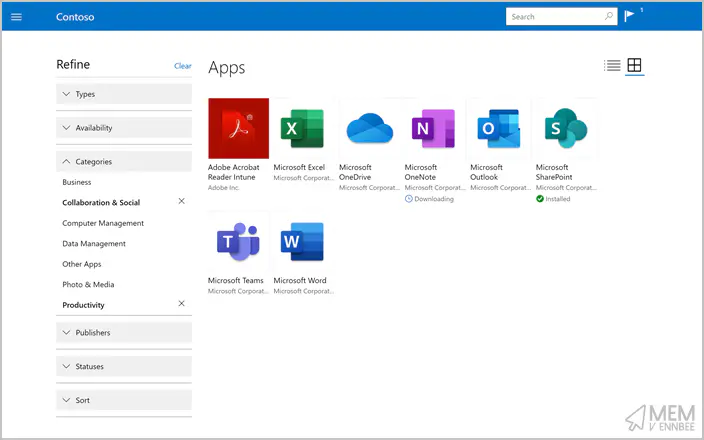 Contoso
Search
1
Refine
Clear
Apps
Types
Availability
Categories
Business
Collaboration & Social
Computer Management
Data Management
Other Apps
Photo & Media
Productivity
Publishers
Statuses
Sort
Adobe Acrobat
Reader Intune
Adobe Inc.
X
Microsoft Excel
Microsoft Corporat...
Microsoft
OneDrive
Microsoft Corporat...
N
Microsoft
OneNote
Microsoft Corporat...
Downloading
O
Microsoft
Outlook
Microsoft Corporat...
S
Microsoft
SharePoint
Microsoft Corporat...
Installed
T
Microsoft Teams
Microsoft Corporat...
W
Microsoft Word
Microsoft Corporat...
MEM
V ENNBEE